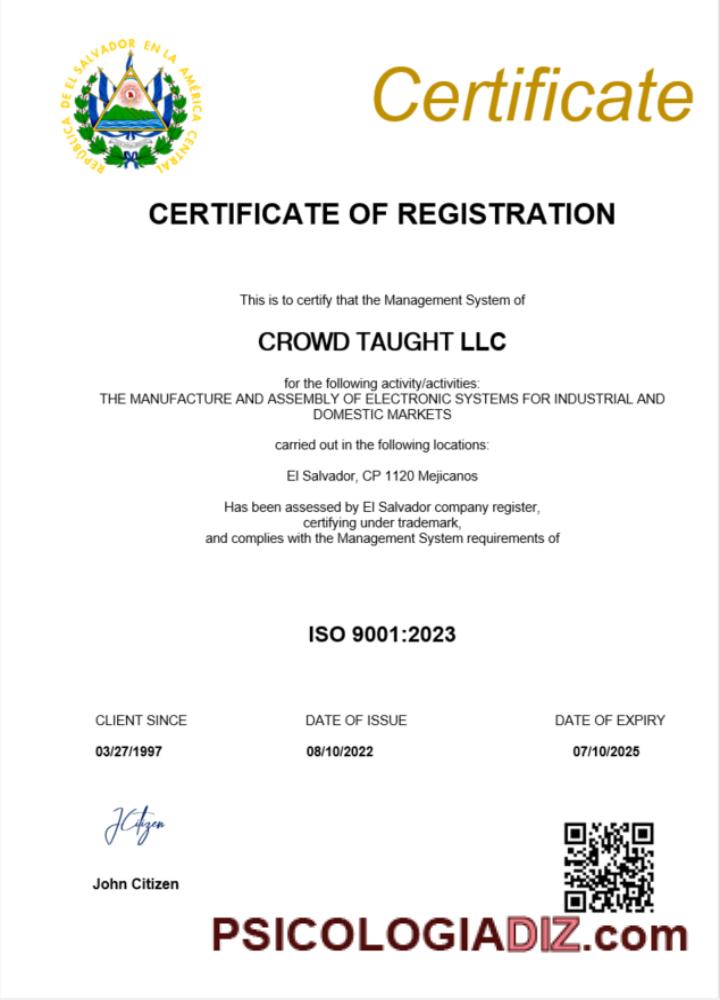 REPÚBLICA DE EL SALVADOR EN LA AMÉRICA CENTRAL
Certificate
CERTIFICATE OF REGISTRATION
This is to certify that the Management System of
CROWD TAUGHT LLC
for the following activity/activities:
THE MANUFACTURE AND ASSEMBLY OF ELECTRONIC SYSTEMS FOR INDUSTRIAL AND
DOMESTIC MARKETS
carried out in the following locations:
El Salvador, CP 1120 Mejicanos
Has been assessed by El Salvador company register,
certifying under trademark,
and complies with the Management System requirements of
ISO 9001:2023
CLIENT SINCE DATE OF ISSUE DATE OF EXPIRY
03/27/1997 08/10/2022 07/10/2025
JCitizen
John Citizen
PSICOLOGIADIZ.com